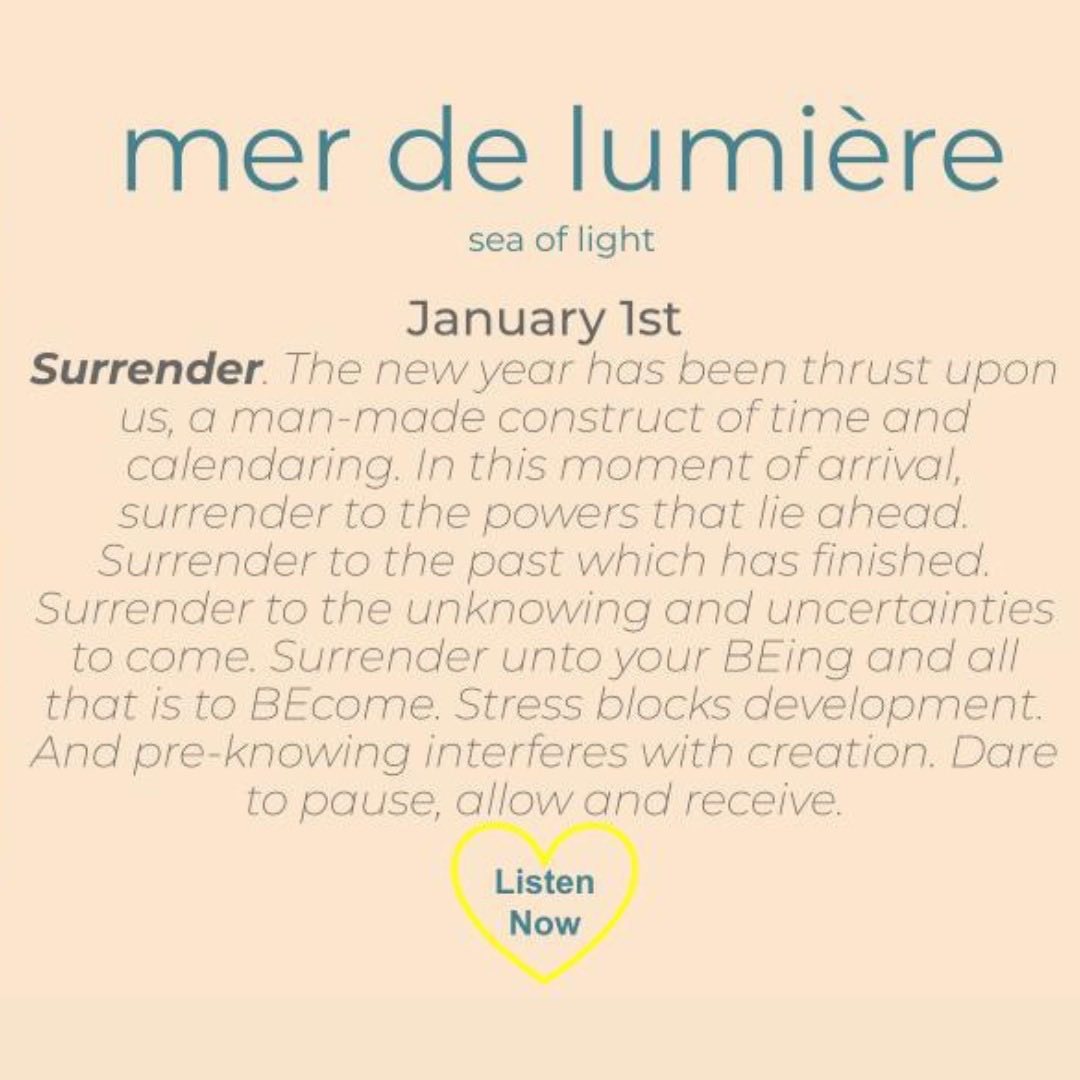 mer de lumière
sea of light
January 1st
Surrender. The new year has been thrust upon
us, a man-made construct of time and
calendaring. In this moment of arrival,
surrender to the powers that lie ahead.
Surrender to the past which has finished.
Surrender to the unknowing and uncertainties
to come. Surrender unto your BEing and all
that is to BEcome. Stress blocks development.
And pre-knowing interferes with creation. Dare
to pause, allow and receive.
Listen
Now